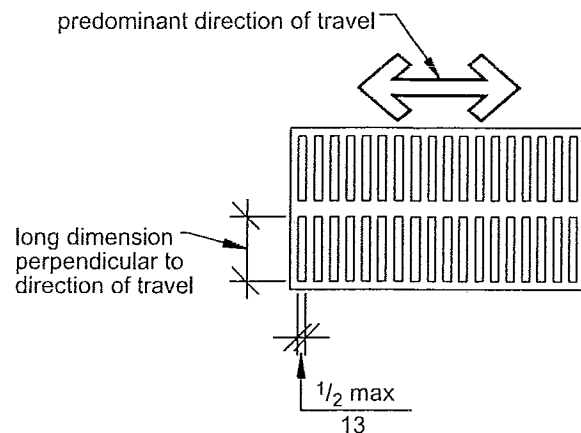 predominant direction of travel
long dimension
perpendicular to
direction of travel
1/2 max
13